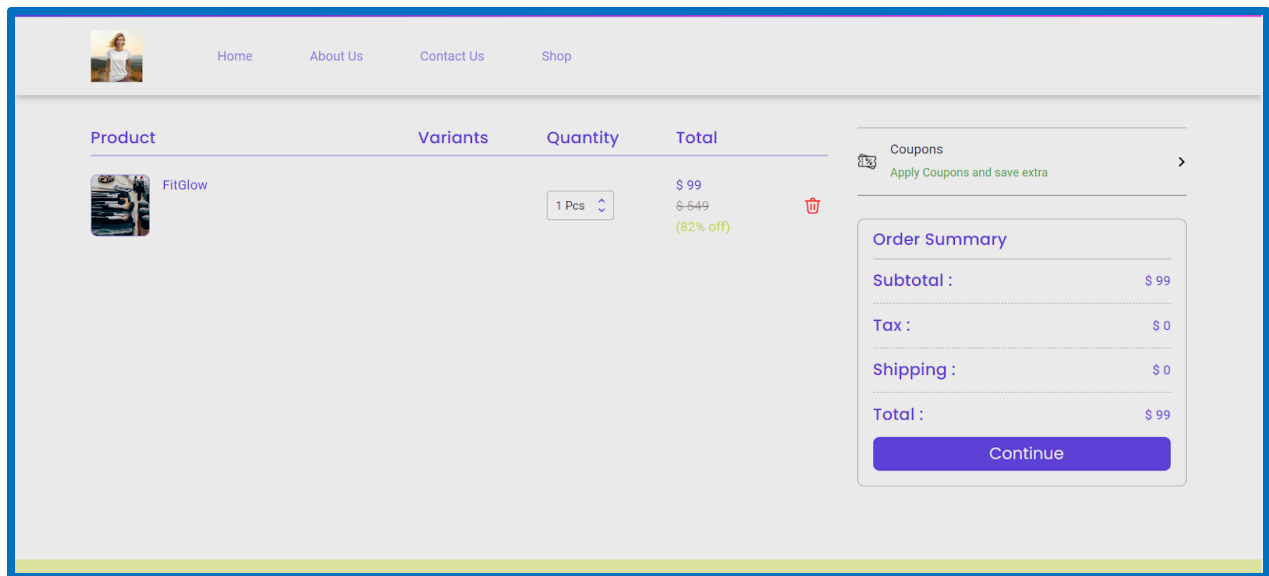 Home About Us Contact Us Shop
Product Variants Quantity Total
FitGlow
1 Pcs
$ 99
$ 549
(82% off)
Coupons
Apply Coupons and save extra
Order Summary
Subtotal : $ 99
Tax : $ 0
Shipping : $ 0
Total : $ 99
Continue